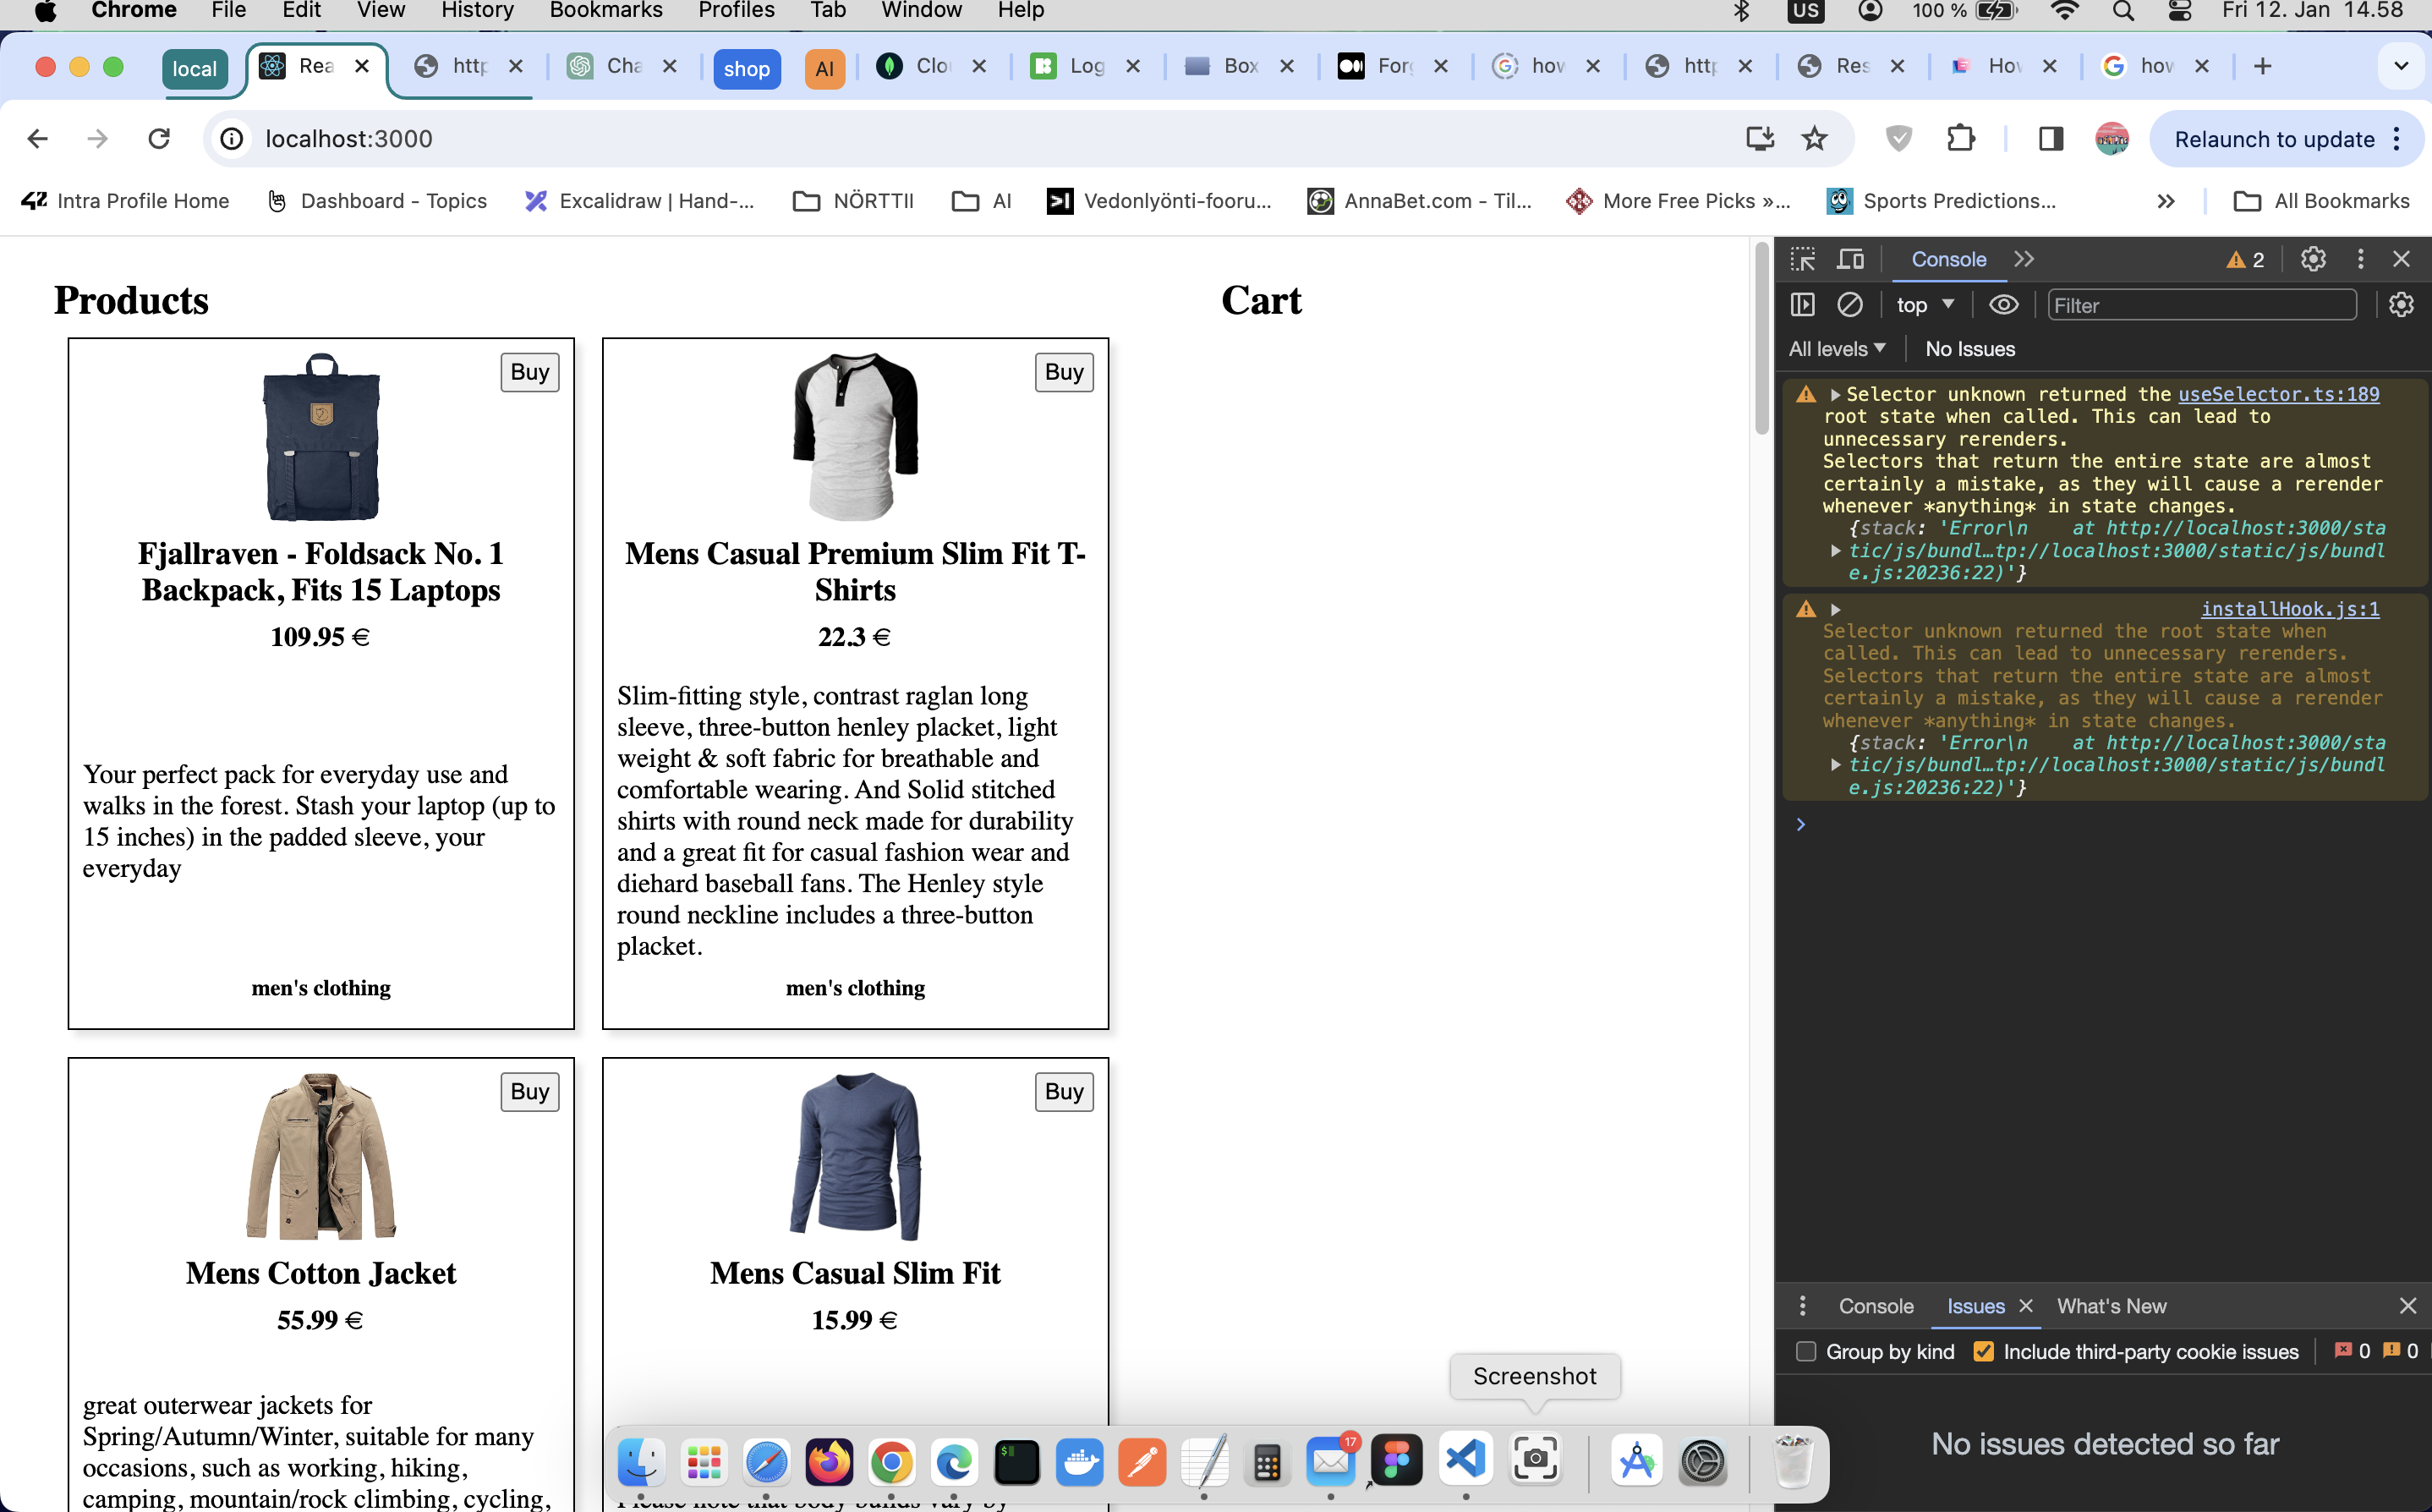 Chrome File Edit View History Bookmarks Profiles Tab Window Help US 100 % Fri 12. Jan 14.58
local Rea http Cha shop AI Clo Log Box For how http Res How how
localhost:3000 Relaunch to update
Intra Profile Home Dashboard - Topics Excalidraw | Hand-... NÖRTTII AI Vedonlyönti-fooru... AnnaBet.com - Til... More Free Picks »... Sports Predictions... All Bookmarks
Products
Buy
Fjallraven - Foldsack No. 1
Backpack, Fits 15 Laptops
109.95 €
Your perfect pack for everyday use and
walks in the forest. Stash your laptop (up to
15 inches) in the padded sleeve, your
everyday
men's clothing
Buy
Mens Casual Premium Slim Fit T-
Shirts
22.3 €
Slim-fitting style, contrast raglan long
sleeve, three-button henley placket, light
weight & soft fabric for breathable and
comfortable wearing. And Solid stitched
shirts with round neck made for durability
and a great fit for casual fashion wear and
diehard baseball fans. The Henley style
round neckline includes a three-button
placket.
men's clothing
Buy
Mens Cotton Jacket
55.99 €
great outerwear jackets for
Spring/Autumn/Winter, suitable for many
occasions, such as working, hiking,
camping, mountain/rock climbing, cycling,
Buy
Mens Casual Slim Fit
15.99 €
Cart
Console 2
top Filter
All levels No Issues
Selector unknown returned the useSelector.ts:189
root state when called. This can lead to
unnecessary rerenders.
Selectors that return the entire state are almost
certainly a mistake, as they will cause a rerender
whenever *anything* in state changes.
{stack: 'Error\n    at http://localhost:3000/sta
tic/js/bundl…tp://localhost:3000/static/js/bundl
e.js:20236:22)'}
installHook.js:1
Selector unknown returned the root state when
called. This can lead to unnecessary rerenders.
Selectors that return the entire state are almost
certainly a mistake, as they will cause a rerender
whenever *anything* in state changes.
{stack: 'Error\n    at http://localhost:3000/sta
tic/js/bundl…tp://localhost:3000/static/js/bundl
e.js:20236:22)'}
Console Issues What's New
Group by kind Include third-party cookie issues 0 0
No issues detected so far
Screenshot
17